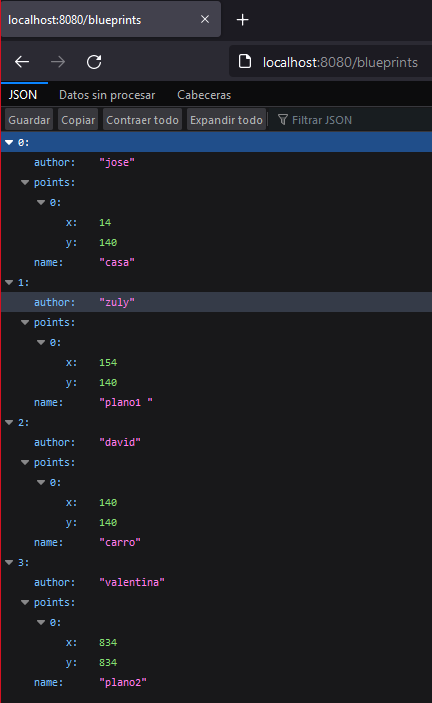 localhost:8080/blueprints
localhost:8080/blueprints
JSON Datos sin procesar Cabeceras
Guardar Copiar Contraer todo Expandir todo Filtrar JSON
0:
author: "jose"
points:
0:
x: 14
y: 140
name: "casa"
1:
author: "zuly"
points:
0:
x: 154
y: 140
name: "plano1 "
2:
author: "david"
points:
0:
x: 140
y: 140
name: "carro"
3:
author: "valentina"
points:
0:
x: 834
y: 834
name: "plano2"